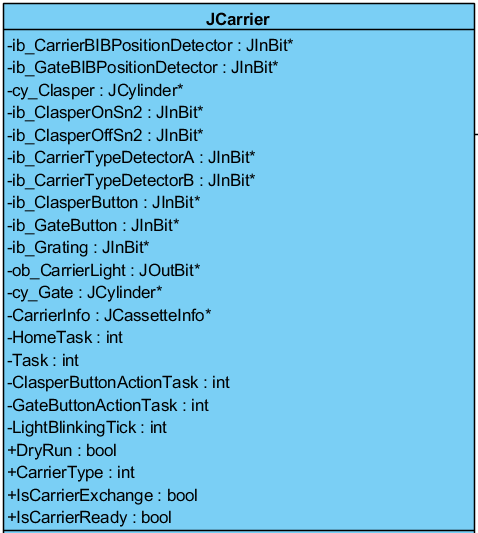 JCarrier
-ib_CarrierBIBPositionDetector : JInBit*
-ib_GateBIBPositionDetector : JInBit*
-cy_Clasper : JCylinder*
-ib_ClasperOnSn2 : JInBit*
-ib_ClasperOffSn2 : JInBit*
-ib_CarrierTypeDetectorA : JInBit*
-ib_CarrierTypeDetectorB : JInBit*
-ib_ClasperButton : JInBit*
-ib_GateButton : JInBit*
-ib_Grating : JInBit*
-ob_CarrierLight : JOutBit*
-cy_Gate : JCylinder*
-CarrierInfo : JCassetteInfo*
-HomeTask : int
-Task : int
-ClasperButtonActionTask : int
-GateButtonActionTask : int
-LightBlinkingTick : int
+DryRun : bool
+CarrierType : int
+IsCarrierExchange : bool
+IsCarrierReady : bool